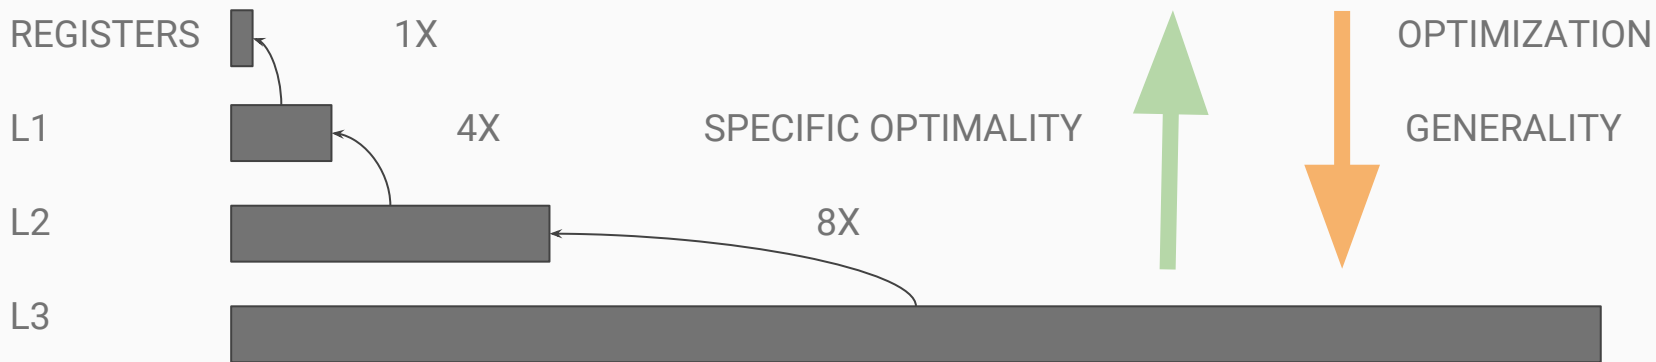 REGISTERS 1X OPTIMIZATION
L1 4X SPECIFIC OPTIMALITY GENERALITY
L2 8X
L3